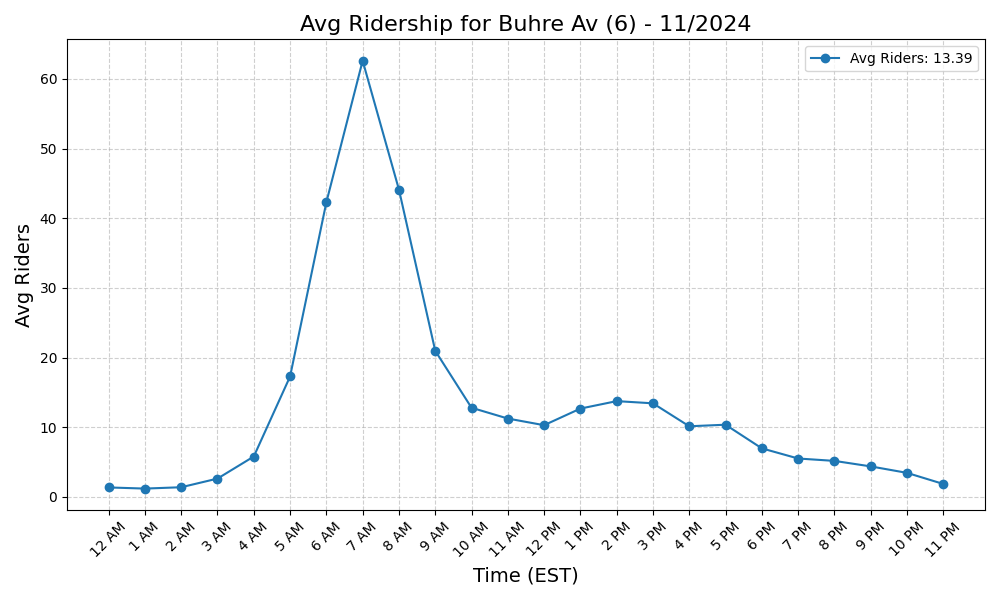 Avg Ridership for Buhre Av (6) - 11/2024
Avg Riders: 13.39
60
50
40
30
20
10
0
Avg Riders
12 AM
1 AM
2 AM
3 AM
4 AM
5 AM
6 AM
7 AM
8 AM
9 AM
10 AM
11 AM
12 PM
1 PM
2 PM
3 PM
4 PM
5 PM
6 PM
7 PM
8 PM
9 PM
10 PM
11 PM
Time (EST)